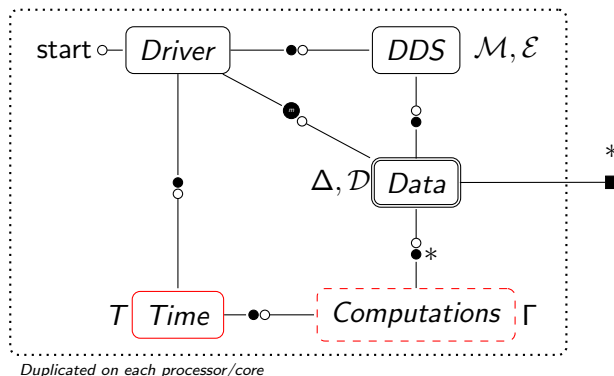 start Driver DDS ℳ, ℰ
m
*
Δ, 𝒟 Data
*
T Time Computations Γ
Duplicated on each processor/core